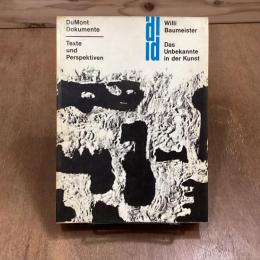 DuMont
Dokumente
Texte
und
Perspektiven
Willi
Baumeister
Das
Unbekannte
in der Kunst